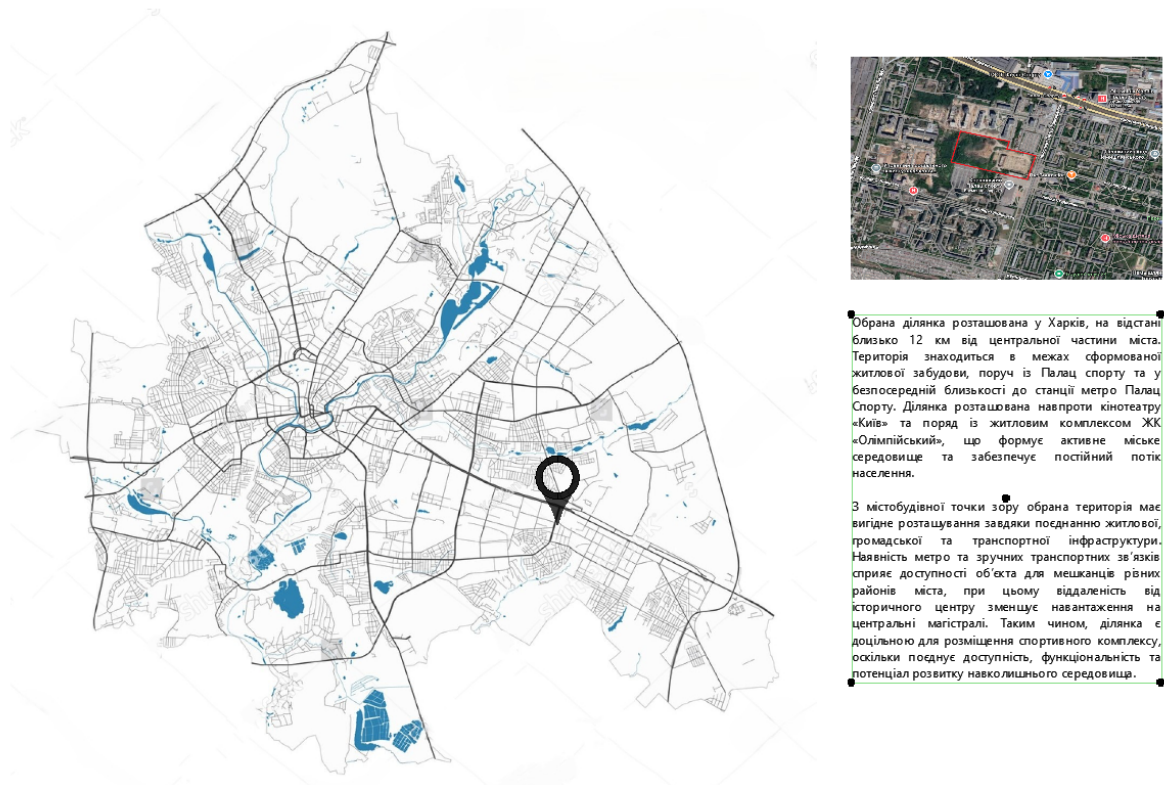 Обрана ділянка розташована у Харків, на відстані
близько 12 км від центральної частини міста.
Територія знаходиться в межах сформованої
житлової забудови, поруч із Палац спорту та у
безпосередній близькості до станції метро Палац
Спорту. Ділянка розташована навпроти кінотеатру
«Київ» та поряд із житловим комплексом ЖК
«Олімпійський», що формує активне міське
середовище та забезпечує постійний потік
населення.
З містобудівної точки зору обрана територія має
вигідне розташування завдяки поєднанню житлової,
громадської та транспортної інфраструктури.
Наявність метро та зручних транспортних зв’язків
сприяє доступності об’єкта для мешканців різних
районів міста, при цьому віддаленість від
історичного центру зменшує навантаження на
центральні магістралі. Таким чином, ділянка є
доцільною для розміщення спортивного комплексу,
оскільки поєднує доступність, функціональність та
потенціал розвитку навколишнього середовища.